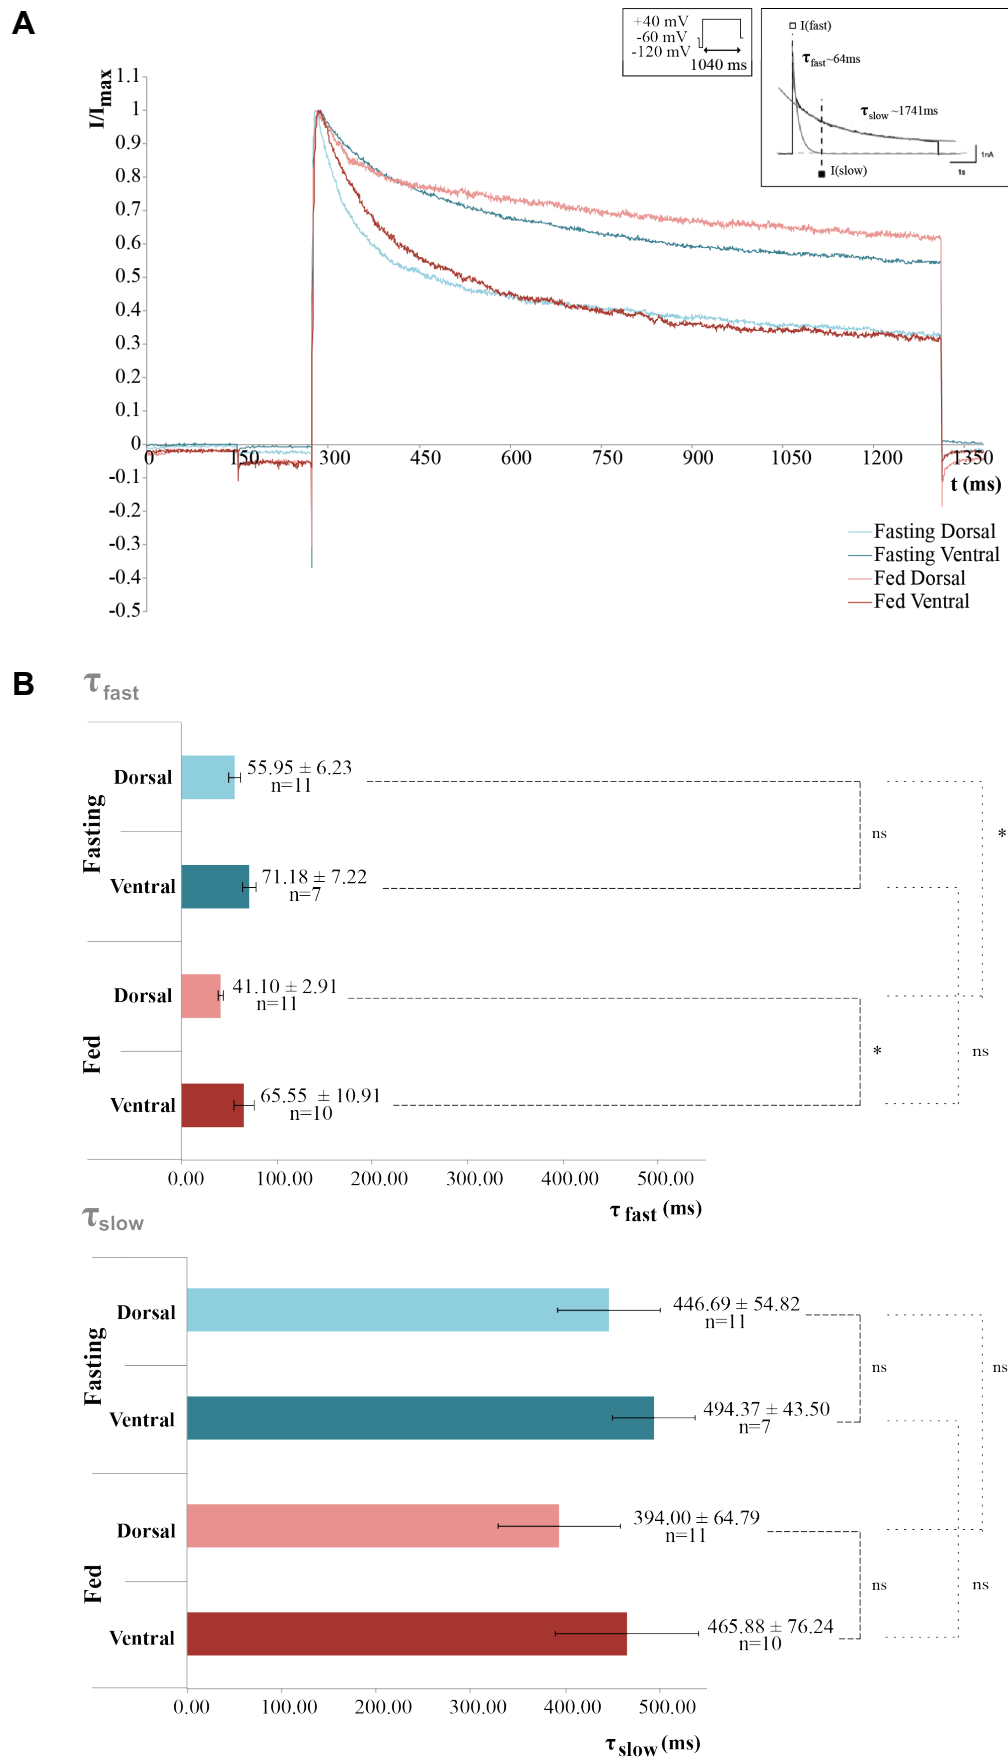 A
+40 mV
-60 mV
-120 mV
1040 ms
I(fast)
τfast~64ms
τslow ~1741ms
I(slow)
1nA
1s
I/Imax
1.1
1
0.9
0.8
0.7
0.6
0.5
0.4
0.3
0.2
0.1
0
-0.1
-0.2
-0.3
-0.4
-0.5
0
150
300
450
600
750
900
1050
1200
1350
t (ms)
Fasting Dorsal
Fasting Ventral
Fed Dorsal
Fed Ventral
B
τfast
Fasting
Dorsal
55.95 ± 6.23
n=11
Ventral
71.18 ± 7.22
n=7
ns
*
Fed
Dorsal
41.10 ± 2.91
n=11
Ventral
65.55 ± 10.91
n=10
*
ns
0.00
100.00
200.00
300.00
400.00
500.00
τ fast (ms)
τslow
Fasting
Dorsal
446.69 ± 54.82
n=11
Ventral
494.37 ± 43.50
n=7
ns
ns
Fed
Dorsal
394.00 ± 64.79
n=11
Ventral
465.88 ± 76.24
n=10
ns
ns
0.00
100.00
200.00
300.00
400.00
500.00
τslow (ms)